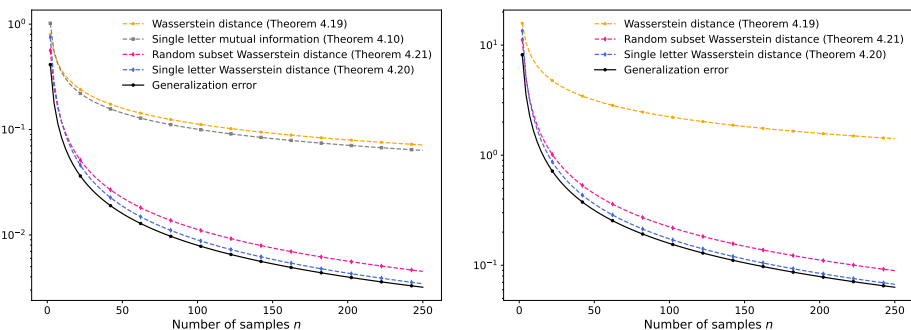 Wasserstein distance (Theorem 4.19)
Single letter mutual information (Theorem 4.10)
Random subset Wasserstein distance (Theorem 4.21)
Single letter Wasserstein distance (Theorem 4.20)
Generalization error
10⁰
10⁻¹
10⁻²
0 50 100 150 200 250
Number of samples n
Wasserstein distance (Theorem 4.19)
Random subset Wasserstein distance (Theorem 4.21)
Single letter Wasserstein distance (Theorem 4.20)
Generalization error
10¹
10⁰
10⁻¹
0 50 100 150 200 250
Number of samples n